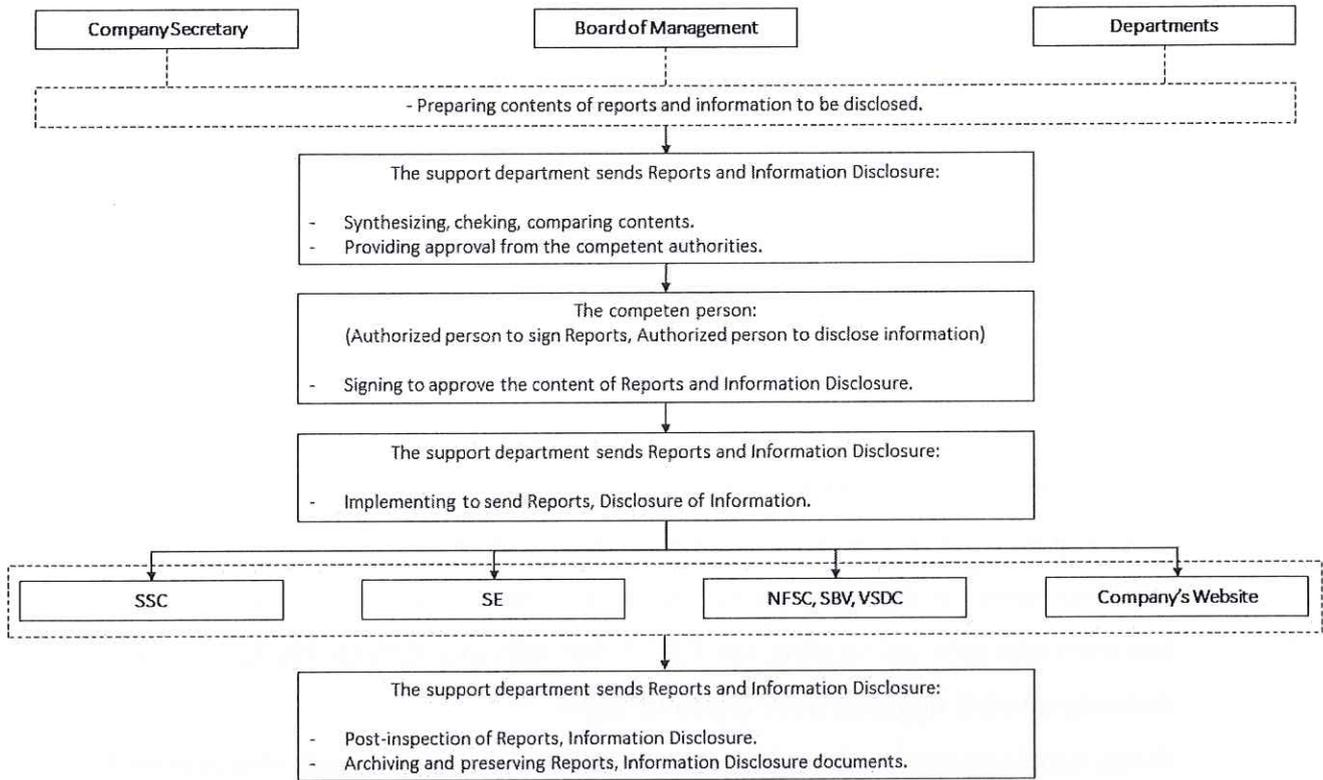 Company Secretary
Board of Management
Departments
- Preparing contents of reports and information to be disclosed.
The support department sends Reports and Information Disclosure:
- Synthesizing, cheking, comparing contents.
- Providing approval from the competent authorities.
The competen person:
(Authorized person to sign Reports, Authorized person to disclose information)
- Signing to approve the content of Reports and Information Disclosure.
The support department sends Reports and Information Disclosure:
- Implementing to send Reports, Disclosure of Information.
SSC
SE
NFSC, SBV, VSDC
Company's Website
The support department sends Reports and Information Disclosure:
- Post-inspection of Reports, Information Disclosure.
- Archiving and preserving Reports, Information Disclosure documents.